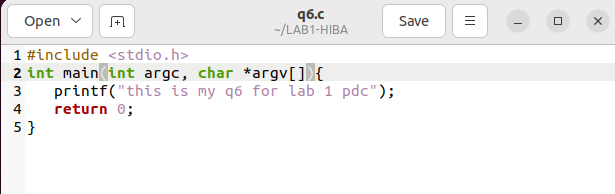 Open
q6.c
~/LAB1-HIBA
Save
1 #include <stdio.h>
2 int main(int argc, char *argv[]){
3    printf("this is my q6 for lab 1 pdc");
4    return 0;
5 }